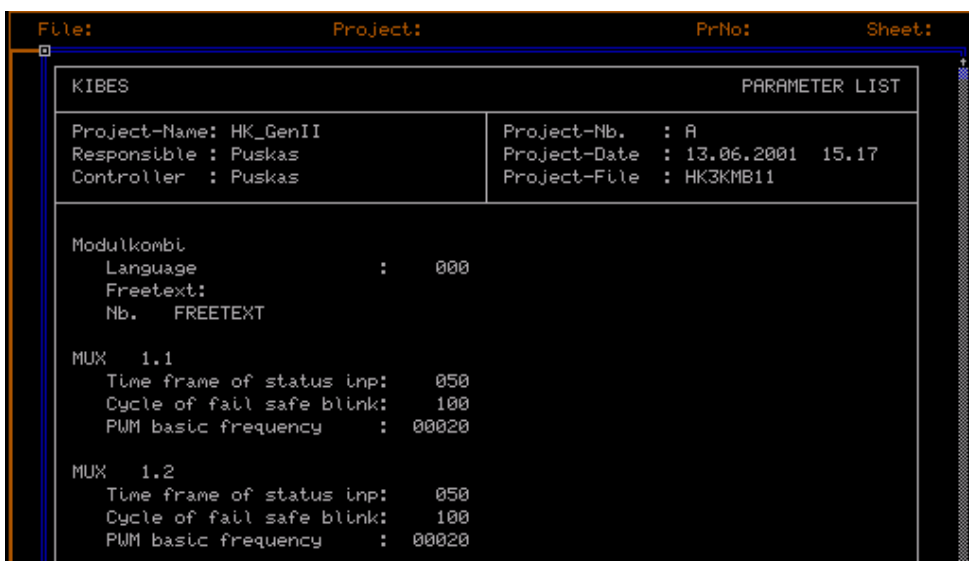 File: Project: PrNo: Sheet:
KIBES PARAMETER LIST
Project-Name: HK_GenII Project-Nb. : A
Responsible : Puskas Project-Date : 13.06.2001 15.17
Controller : Puskas Project-File : HK3KMB11
Modulkombi
Language : 000
Freetext:
Nb. FREETEXT
MUX 1.1
Time frame of status inp: 050
Cycle of fail safe blink: 100
PWM basic frequency : 00020
MUX 1.2
Time frame of status inp: 050
Cycle of fail safe blink: 100
PWM basic frequency : 00020